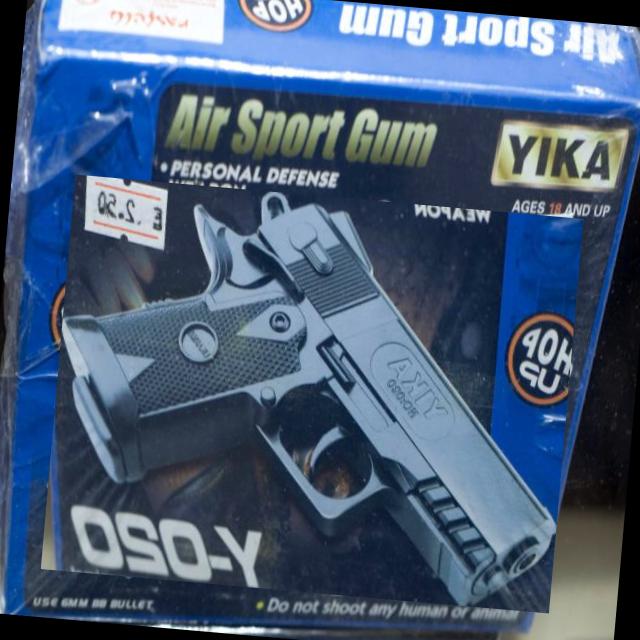 Air Sport Gum
HOP
Air Sport Gum
YIKA
• PERSONAL DEFENSE
WEAPON
AGES 18 AND UP
£ 2.50
HOP
UP
YIKA
Y-020
USE 6MM BB BULLET
• Do not shoot any human or animal